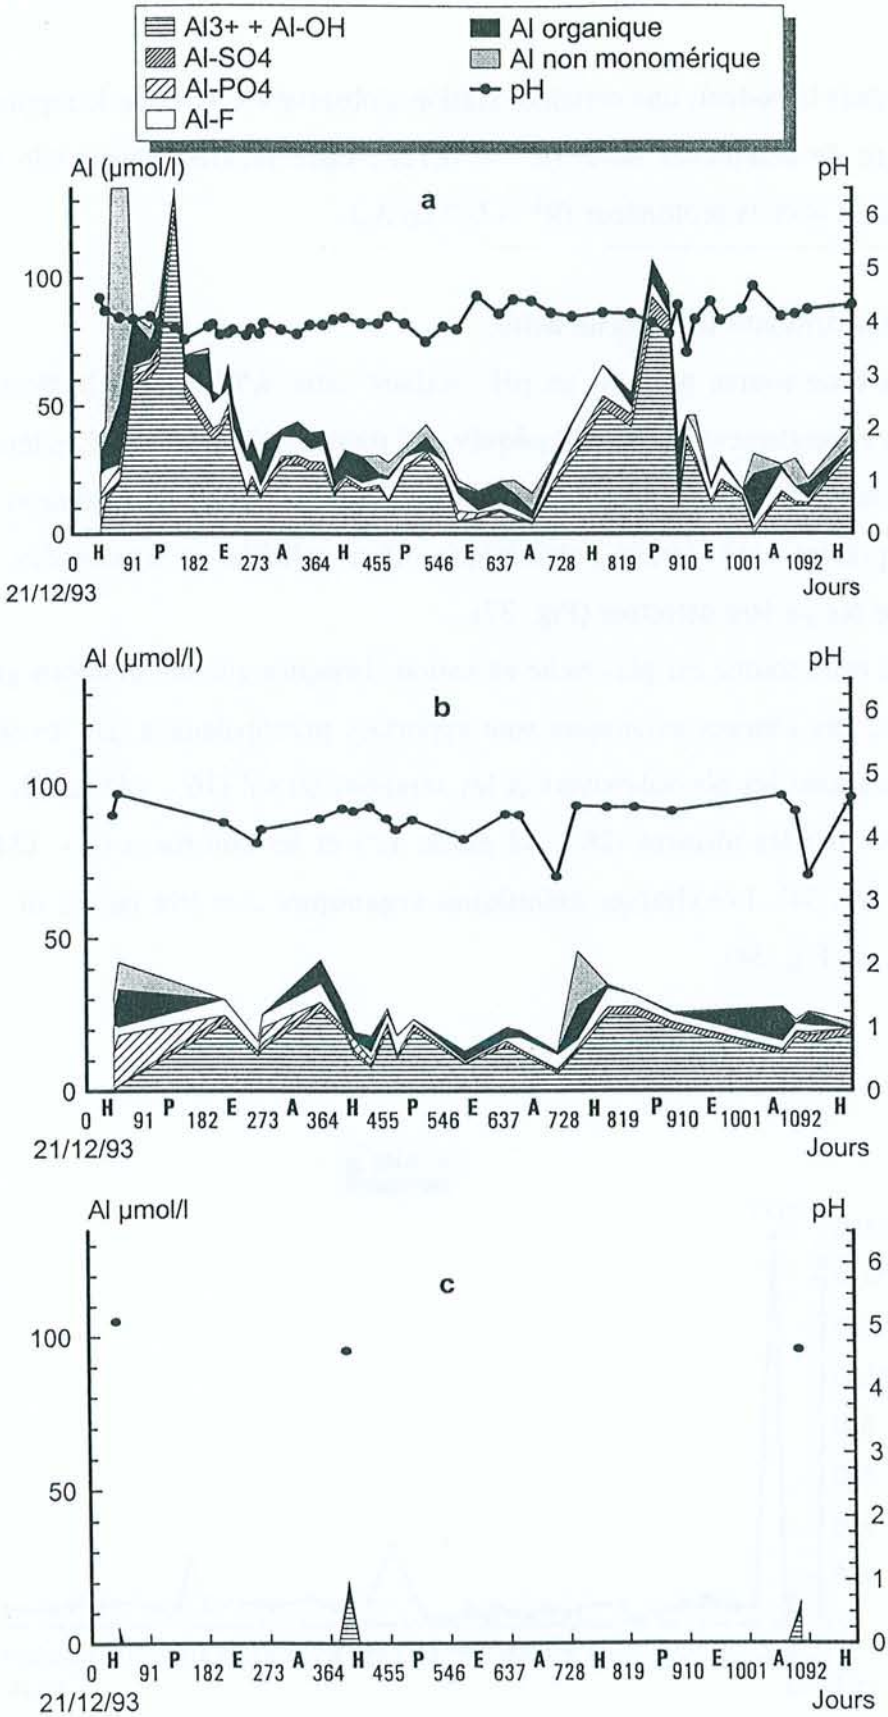 Al3+ + Al-OH
Al-SO4
Al-PO4
Al-F
Al organique
Al non monomérique
pH
Al (µmol/l)
a
pH
100
50
0
6
5
4
3
2
1
0
H P E A H P E A H P E A H
0 91 182 273 364 455 546 637 728 819 910 1001 1092
21/12/93
Jours
Al (µmol/l)
b
pH
100
50
0
6
5
4
3
2
1
0
H P E A H P E A H P E A H
0 91 182 273 364 455 546 637 728 819 910 1001 1092
21/12/93
Jours
Al µmol/l
c
pH
100
50
0
6
5
4
3
2
1
0
H P E A H P E A H P E A H
0 91 182 273 364 455 546 637 728 819 910 1001 1092
21/12/93
Jours